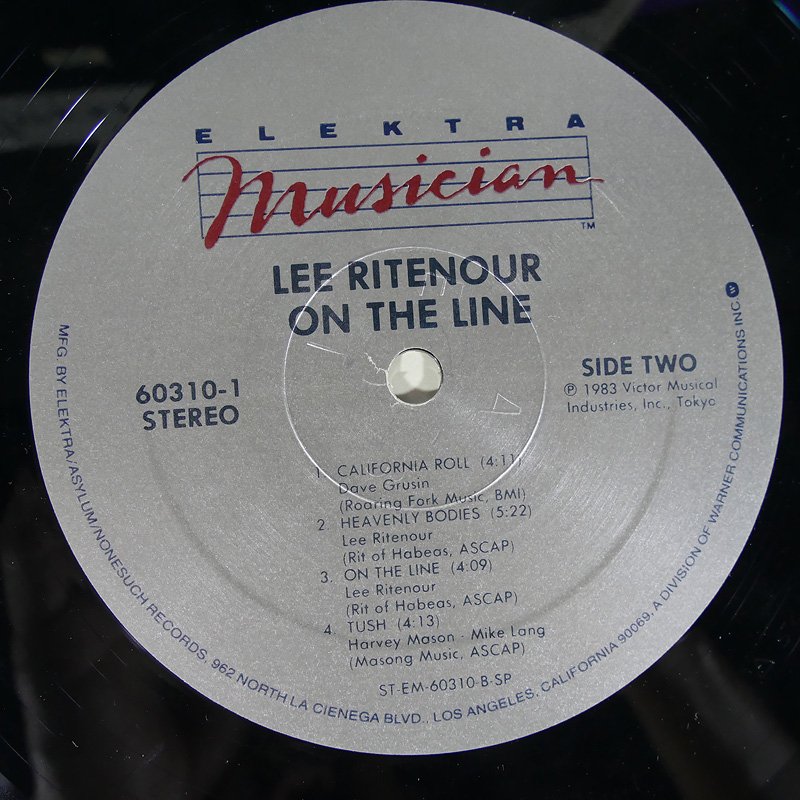 ELEKTRA
Musician™
LEE RITENOUR
ON THE LINE
60310-1
STEREO
SIDE TWO
℗ 1983 Victor Musical
Industries, Inc., Tokyo
1. CALIFORNIA ROLL (4:11)
Dave Grusin
(Roaring Fork Music, BMI)
2. HEAVENLY BODIES (5:22)
Lee Ritenour
(Rit of Habeas, ASCAP)
3. ON THE LINE (4:09)
Lee Ritenour
(Rit of Habeas, ASCAP)
4. TUSH (4:13)
Harvey Mason · Mike Lang
(Masong Music, ASCAP)
ST-EM-60310-B-SP
MFG. BY ELEKTRA/ASYLUM/NONESUCH RECORDS, 962 NORTH LA CIENEGA BLVD., LOS ANGELES, CALIFORNIA 90069, A DIVISION OF WARNER COMMUNICATIONS INC.